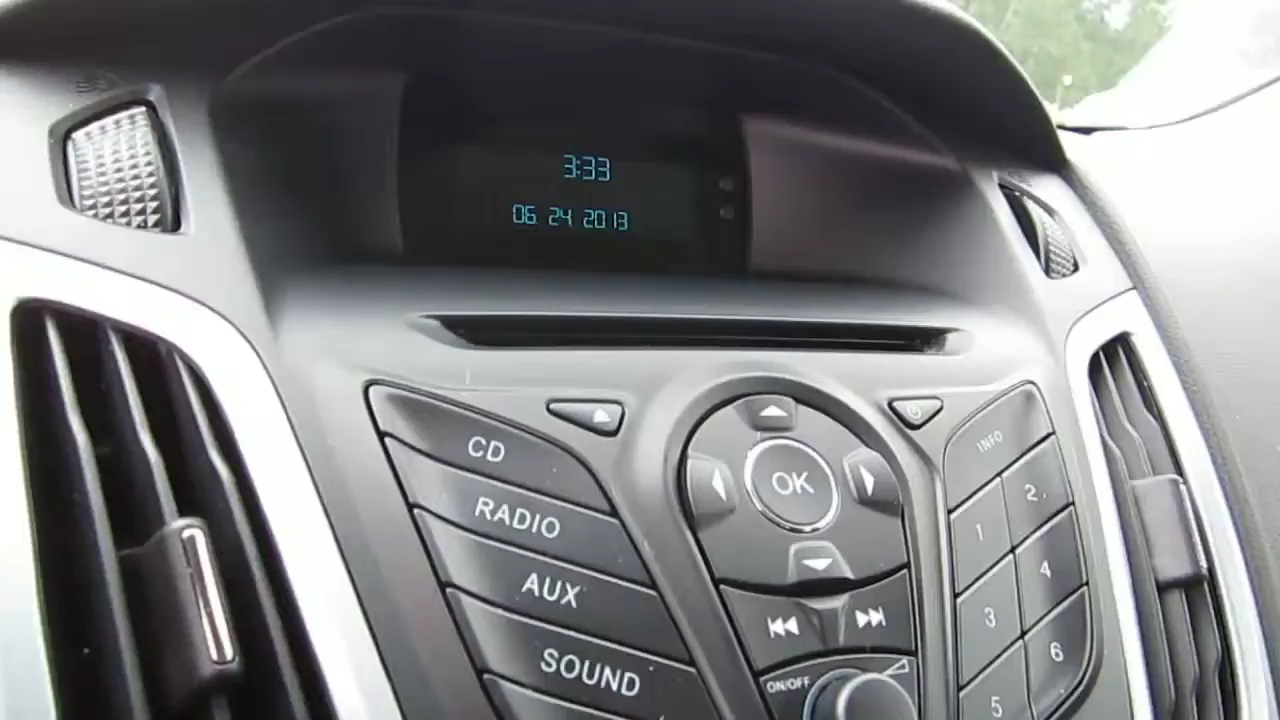 3:33
06 24 2013
CD
RADIO
AUX
SOUND
OK
ON/OFF
INFO
1
2
3
4
5
6